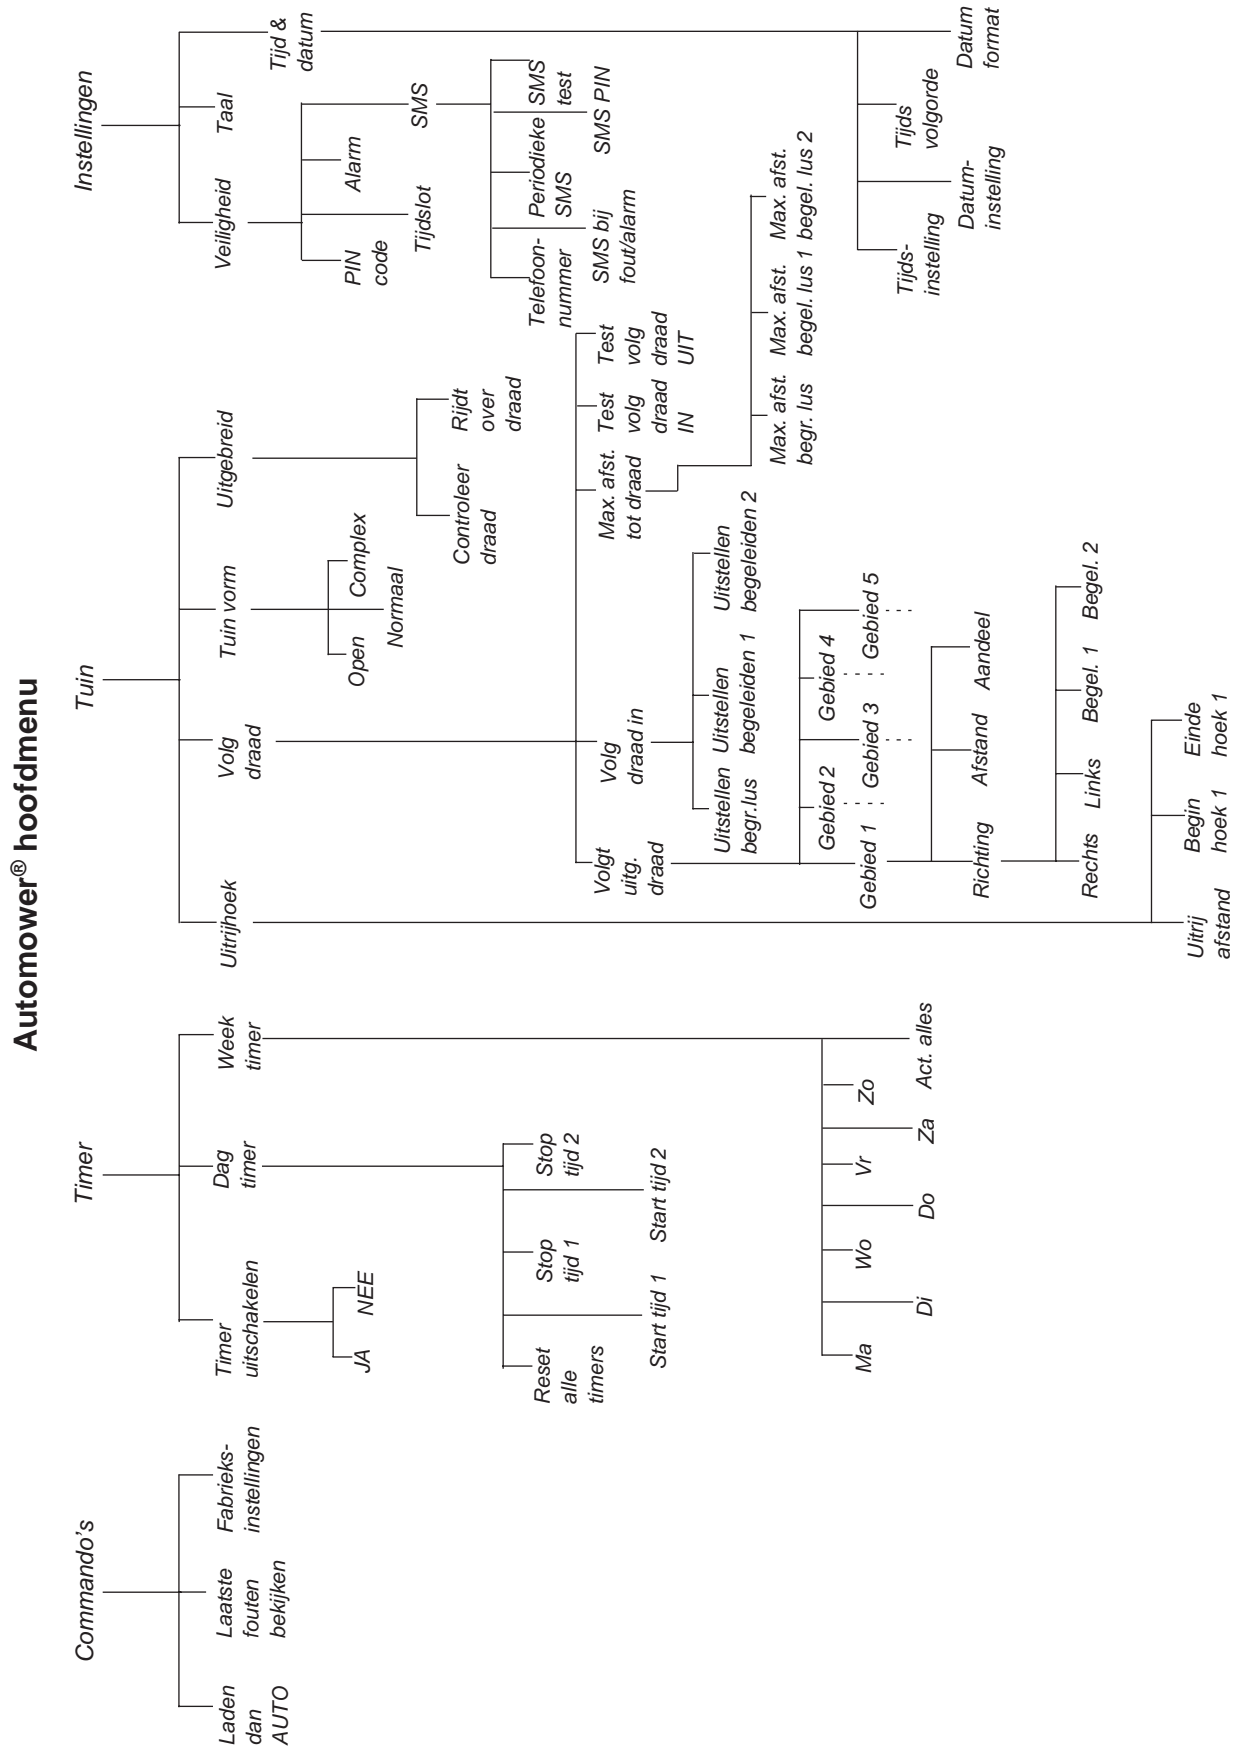 Automower® hoofdmenu
Commando's
Laden
dan
AUTO
Laatste
fouten
bekijken
Fabrieks-
instellingen
Timer
Timer
uitschakelen
JA
NEE
Dag
timer
Reset
alle
timers
Start tijd 1
Stop
tijd 1
Start tijd 2
Stop
tijd 2
Week
timer
Ma
Di
Wo
Do
Vr
Za
Zo
Act. alles
Tuin
Uitrijhoek
Uitrij
afstand
Begin
hoek 1
Einde
hoek 1
Volg
draad
Volgt
uitg.
draad
Gebied 1
Gebied 2
Gebied 3
Gebied 4
Gebied 5
Richting
Afstand
Aandeel
Rechts
Links
Begel. 1
Begel. 2
Volg
draad in
Uitstellen
begr.lus
Uitstellen
begeleiden 1
Uitstellen
begeleiden 2
Max. afst.
tot draad
Max. afst.
begr. lus
Max. afst.
begel. lus 1
Max. afst.
begel. lus 2
Test
volg
draad
IN
Test
volg
draad
UIT
Tuin vorm
Open
Normaal
Complex
Uitgebreid
Controleer
draad
Rijdt
over
draad
Instellingen
Veiligheid
PIN
code
Tijdslot
Alarm
SMS
Telefoon-
nummer
SMS bij
fout/alarm
Periodieke
SMS
SMS PIN
SMS
test
Taal
Tijd &
datum
Tijds-
instelling
Datum-
instelling
Tijds
volgorde
Datum
format